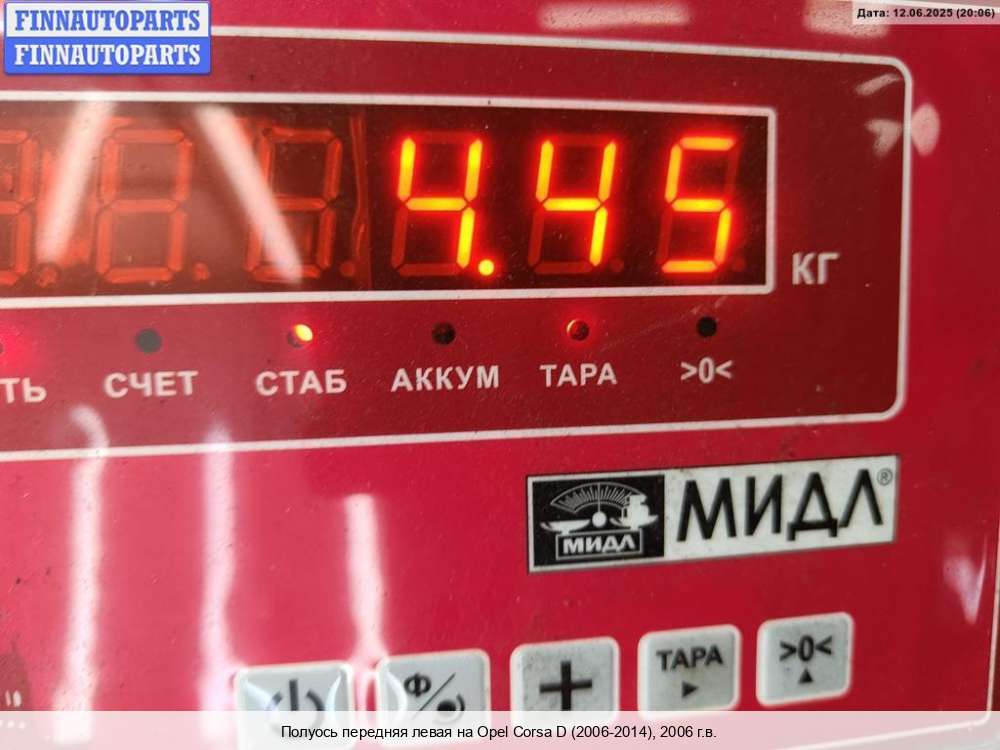 FINNAUTOPARTS
FINNAUTOPARTS
Дата: 12.06.2025 (20:06)
4.45
КГ
ТЬ СЧЕТ СТАБ АККУМ ТАРА >0<
МИДЛ
МИДЛ®
Ф ТАРА >0<
Полуось передняя левая на Opel Corsa D (2006-2014), 2006 г.в.